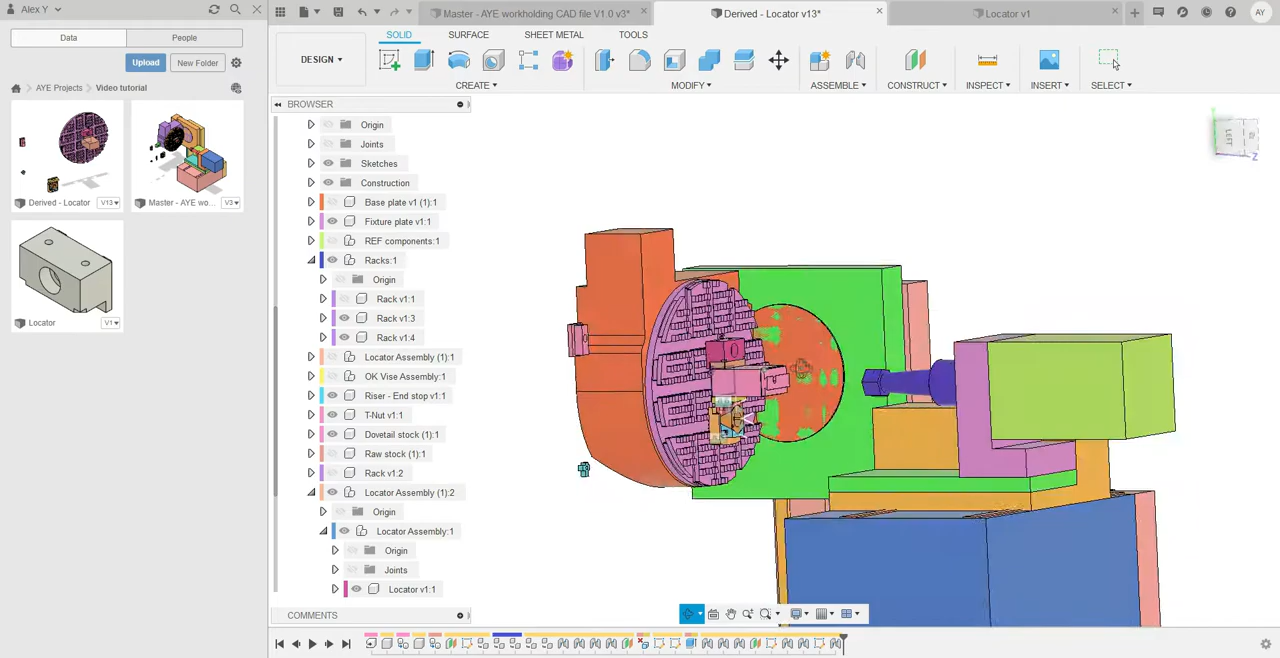 Alex Y
Master - AYE workholding CAD file V1.0 v3*
Derived - Locator v13*
Locator v1
AY
Data
People
Upload
New Folder
AYE Projects
Video tutorial
Derived - Locator
V13
Master - AYE wo...
V3
Locator
V1
DESIGN
SOLID
SURFACE
SHEET METAL
TOOLS
CREATE
MODIFY
ASSEMBLE
CONSTRUCT
INSPECT
INSERT
SELECT
BROWSER
Origin
Joints
Sketches
Construction
Base plate v1 (1):1
Fixture plate v1:1
REF components:1
Racks:1
Origin
Rack v1:1
Rack v1:3
Rack v1:4
Locator Assembly (1):1
OK Vise Assembly:1
Riser - End stop v1:1
T-Nut v1:1
Dovetail stock (1):1
Raw stock (1):1
Rack v1:2
Locator Assembly (1):2
Origin
Locator Assembly:1
Origin
Joints
Locator v1:1
COMMENTS
LEFT
Z